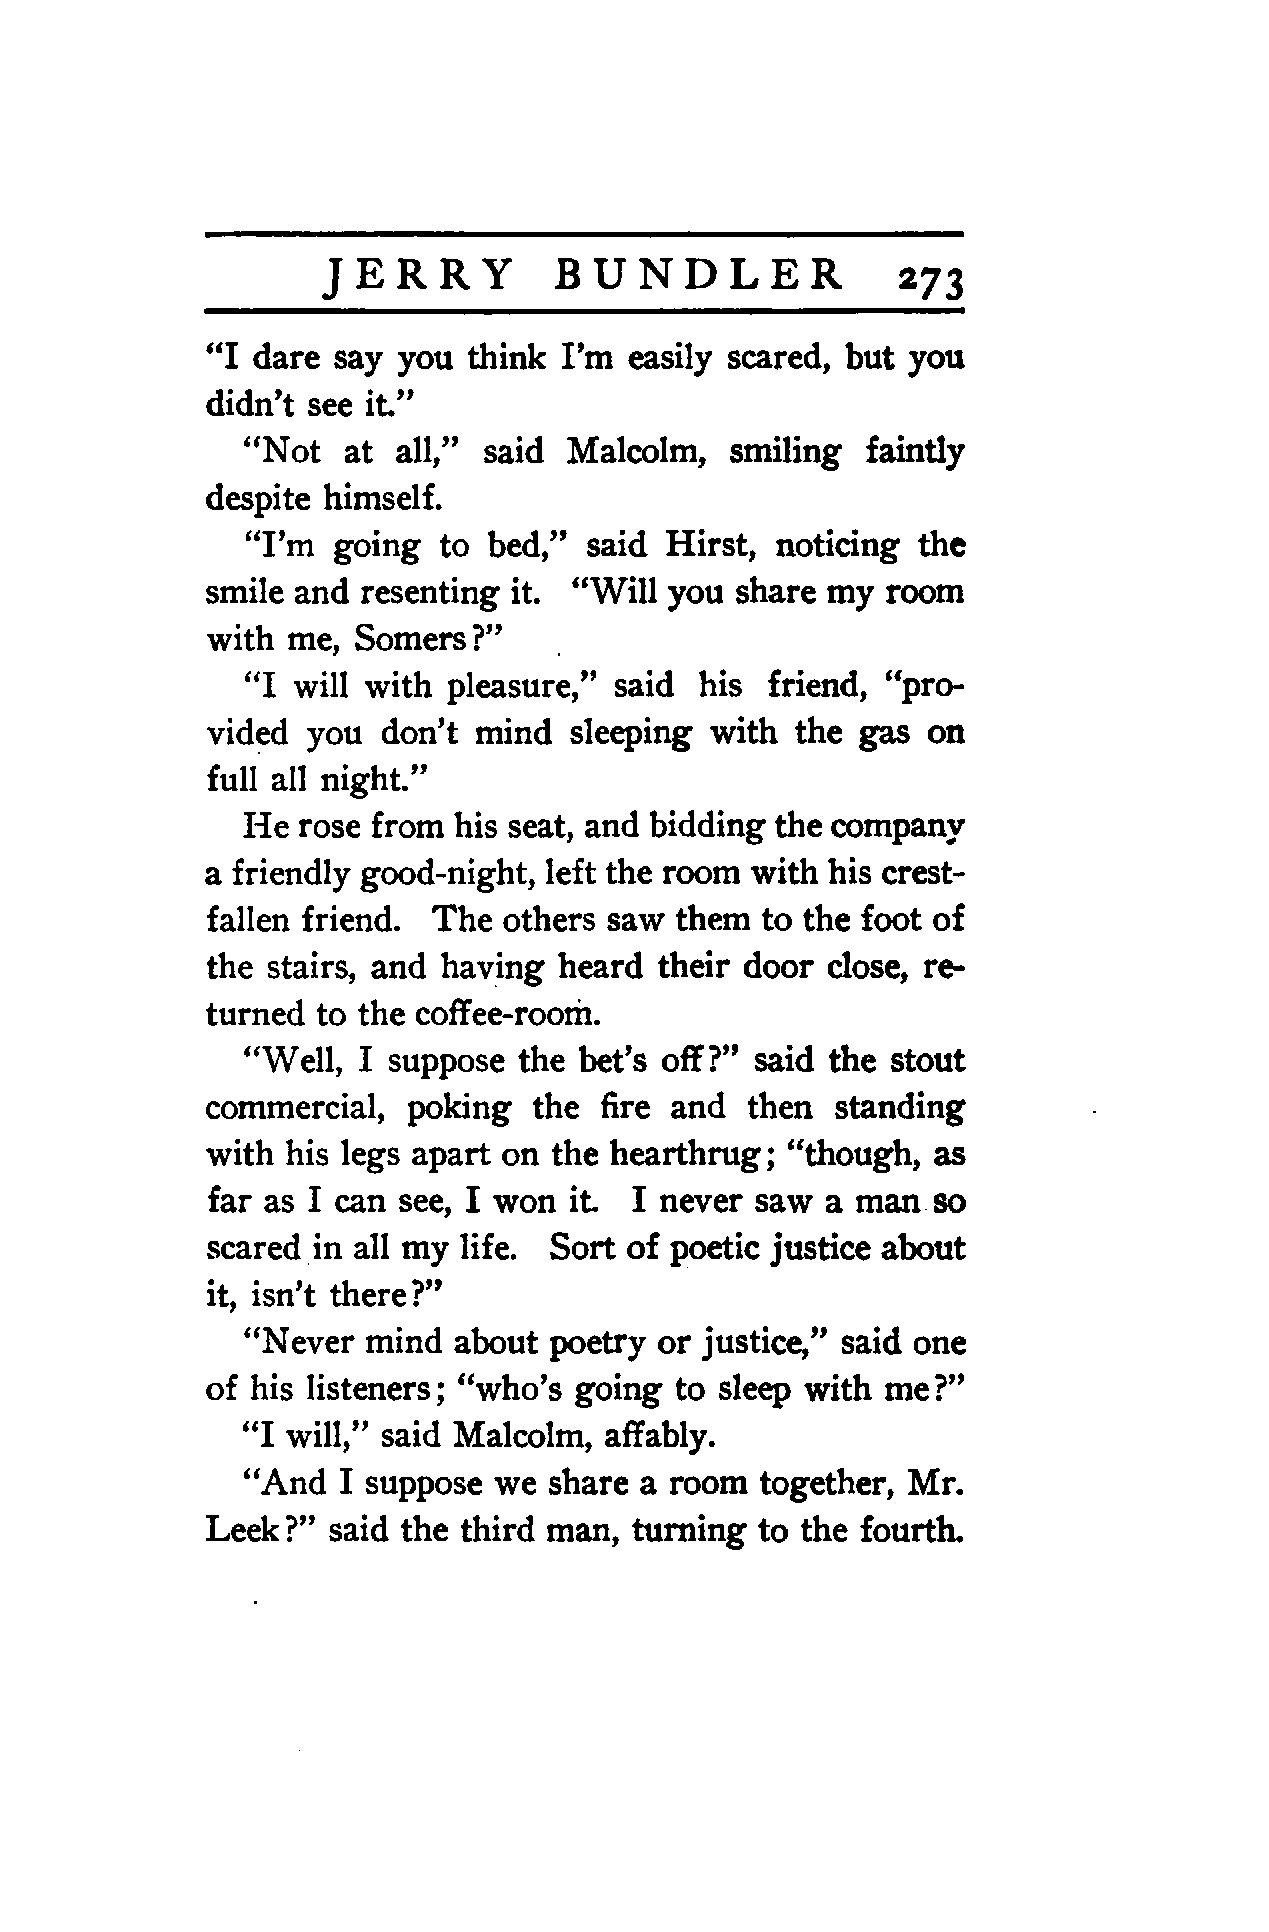 JERRY BUNDLER 273
“I dare say you think I’m easily scared, but you
didn’t see it.”
“Not at all,” said Malcolm, smiling faintly
despite himself.
“I’m going to bed,” said Hirst, noticing the
smile and resenting it. “Will you share my room
with me, Somers?”
“I will with pleasure,” said his friend, “pro-
vided you don’t mind sleeping with the gas on
full all night.”
He rose from his seat, and bidding the company
a friendly good-night, left the room with his crest-
fallen friend. The others saw them to the foot of
the stairs, and having heard their door close, re-
turned to the coffee-room.
“Well, I suppose the bet’s off?” said the stout
commercial, poking the fire and then standing
with his legs apart on the hearthrug; “though, as
far as I can see, I won it. I never saw a man so
scared in all my life. Sort of poetic justice about
it, isn’t there?”
“Never mind about poetry or justice,” said one
of his listeners; “who’s going to sleep with me?”
“I will,” said Malcolm, affably.
“And I suppose we share a room together, Mr.
Leek?” said the third man, turning to the fourth.